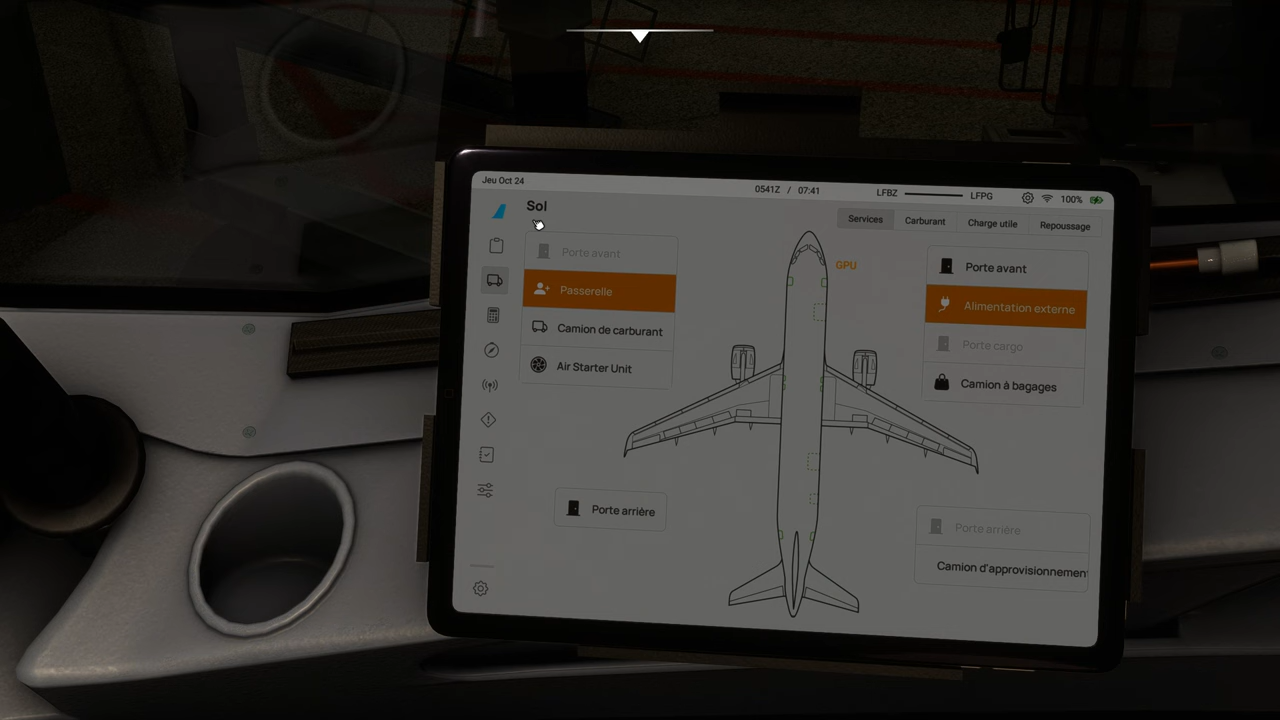 Jeu Oct 24
0541Z / 07:41
LFBZ LFPG
100%
Sol
Services
Carburant
Charge utile
Repoussage
Porte avant
Passerelle
Camion de carburant
Air Starter Unit
GPU
Porte avant
Alimentation externe
Porte cargo
Camion à bagages
Porte arrière
Porte arrière
Camion d'approvisionnemen